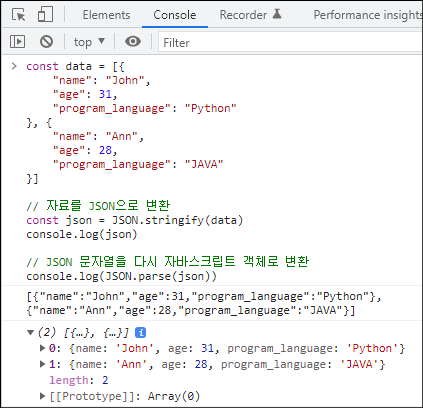 Elements Console Recorder Performance insights
top Filter
const data = [{
"name": "John",
"age": 31,
"program_language": "Python"
}, {
"name": "Ann",
"age": 28,
"program_language": "JAVA"
}]
// 자료를 JSON으로 변환
const json = JSON.stringify(data)
console.log(json)
// JSON 문자열을 다시 자바스크립트 객체로 변환
console.log(JSON.parse(json))
[{"name":"John","age":31,"program_language":"Python"},
{"name":"Ann","age":28,"program_language":"JAVA"}]
(2) [{…}, {…}] i
0: {name: 'John', age: 31, program_language: 'Python'}
1: {name: 'Ann', age: 28, program_language: 'JAVA'}
length: 2
[[Prototype]]: Array(0)